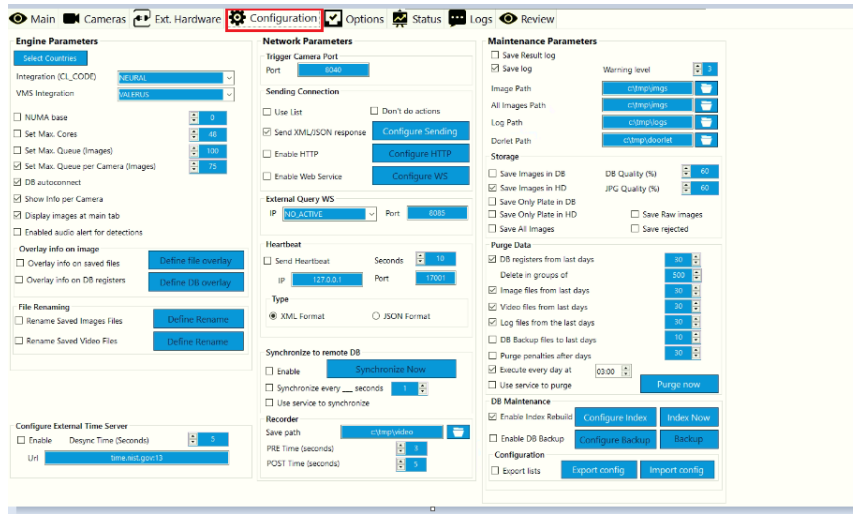 Main Cameras Ext. Hardware Configuration Options Status Logs Review
Engine Parameters
Select Countries
Integration (CL_CODE) NEURAL
VMS Integration VALERUS
NUMA base 0
Set Max. Cores 48
Set Max. Queue (Images) 100
Set Max. Queue per Camera (Images) 75
DB autoconnect
Show Info per Camera
Display images at main tab
Enabled audio alert for detections
Overlay info on image
Overlay info on saved files Define file overlay
Overlay info on DB registers Define DB overlay
File Renaming
Rename Saved Images Files Define Rename
Rename Saved Video Files Define Rename
Configure External Time Server
Enable Desync Time (Seconds) 5
Url time.nist.gov:13
Network Parameters
Trigger Camera Port
Port 6040
Sending Connection
Use List Don't do actions
Send XML/JSON response Configure Sending
Enable HTTP Configure HTTP
Enable Web Service Configure WS
External Query WS
IP NO_ACTIVE Port 8085
Heartbeat
Send Heartbeat Seconds 10
IP 127.0.0.1 Port 17001
Type
XML Format JSON Format
Synchronize to remote DB
Enable Synchronize Now
Synchronize every __ seconds 1
Use service to synchronize
Recorder
Save path c:\tmp\video
PRE Time (seconds) 3
POST Time (seconds) 5
Maintenance Parameters
Save Result log
Save log Warning level 3
Image Path c:\tmp\imgs
All Images Path c:\tmp\imgs
Log Path c:\tmp\logs
Dorlet Path c:\tmp\doorlet
Storage
Save Images in DB DB Quality (%) 60
Save Images in HD JPG Quality (%) 60
Save Only Plate in DB
Save Only Plate in HD Save Raw images
Save All Images Save rejected
Purge Data
DB registers from last days 30
Delete in groups of 500
Image files from last days 30
Video files from last days 30
Log files from the last days 30
DB Backup files to last days 10
Purge penalties after days 30
Execute every day at 03:00
Use service to purge Purge now
DB Maintenance
Enable Index Rebuild Configure Index Index Now
Enable DB Backup Configure Backup Backup
Configuration
Export lists Export config Import config